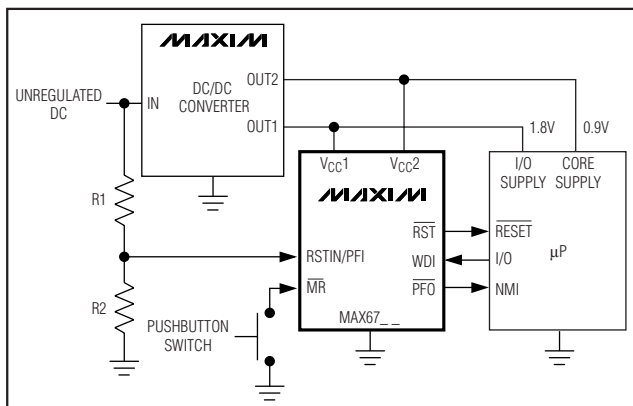 MAXIM
DC/DC
CONVERTER
UNREGULATED
DC
IN
OUT2
OUT1
1.8V
0.9V
VCC1
VCC2
MAXIM
I/O
SUPPLY
CORE
SUPPLY
R1
RST
RESET
RSTIN/PFI
WDI
I/O
μP
MR
PFO
NMI
R2
MAX67_ _
PUSHBUTTON
SWITCH